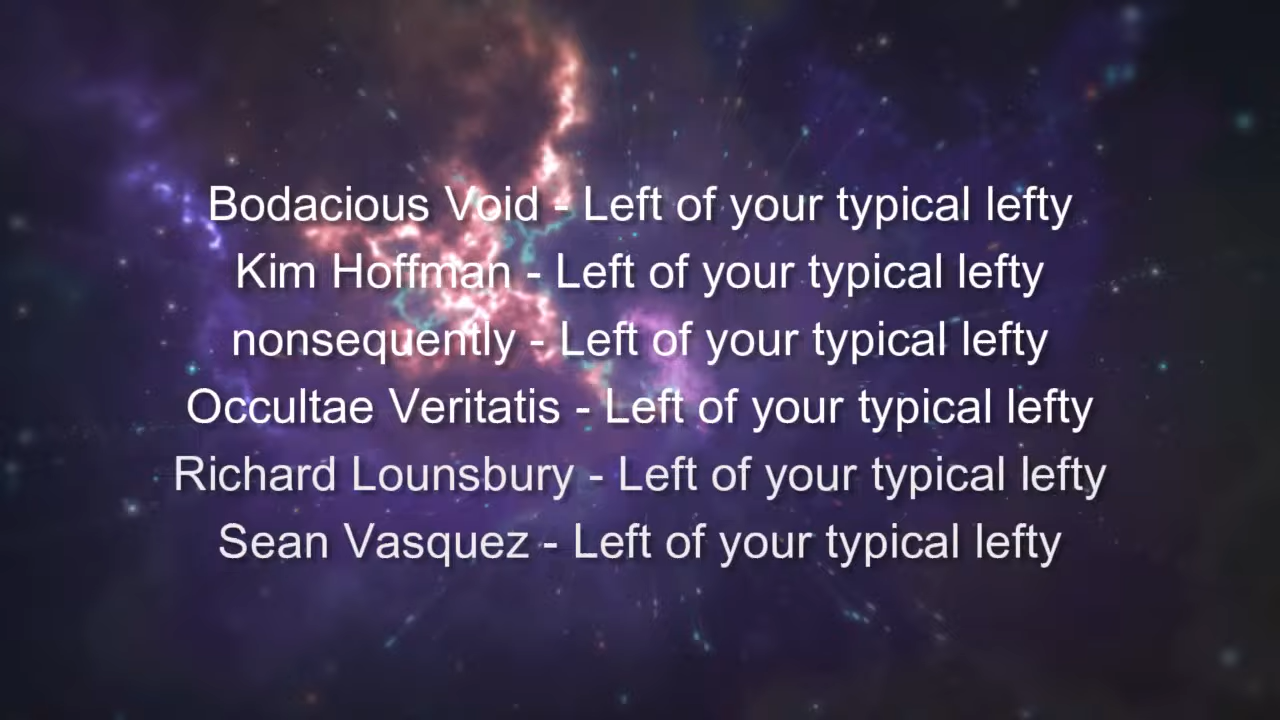 Bodacious Void - Left of your typical lefty
Kim Hoffman - Left of your typical lefty
nonsequently - Left of your typical lefty
Occultae Veritatis - Left of your typical lefty
Richard Lounsbury - Left of your typical lefty
Sean Vasquez - Left of your typical lefty